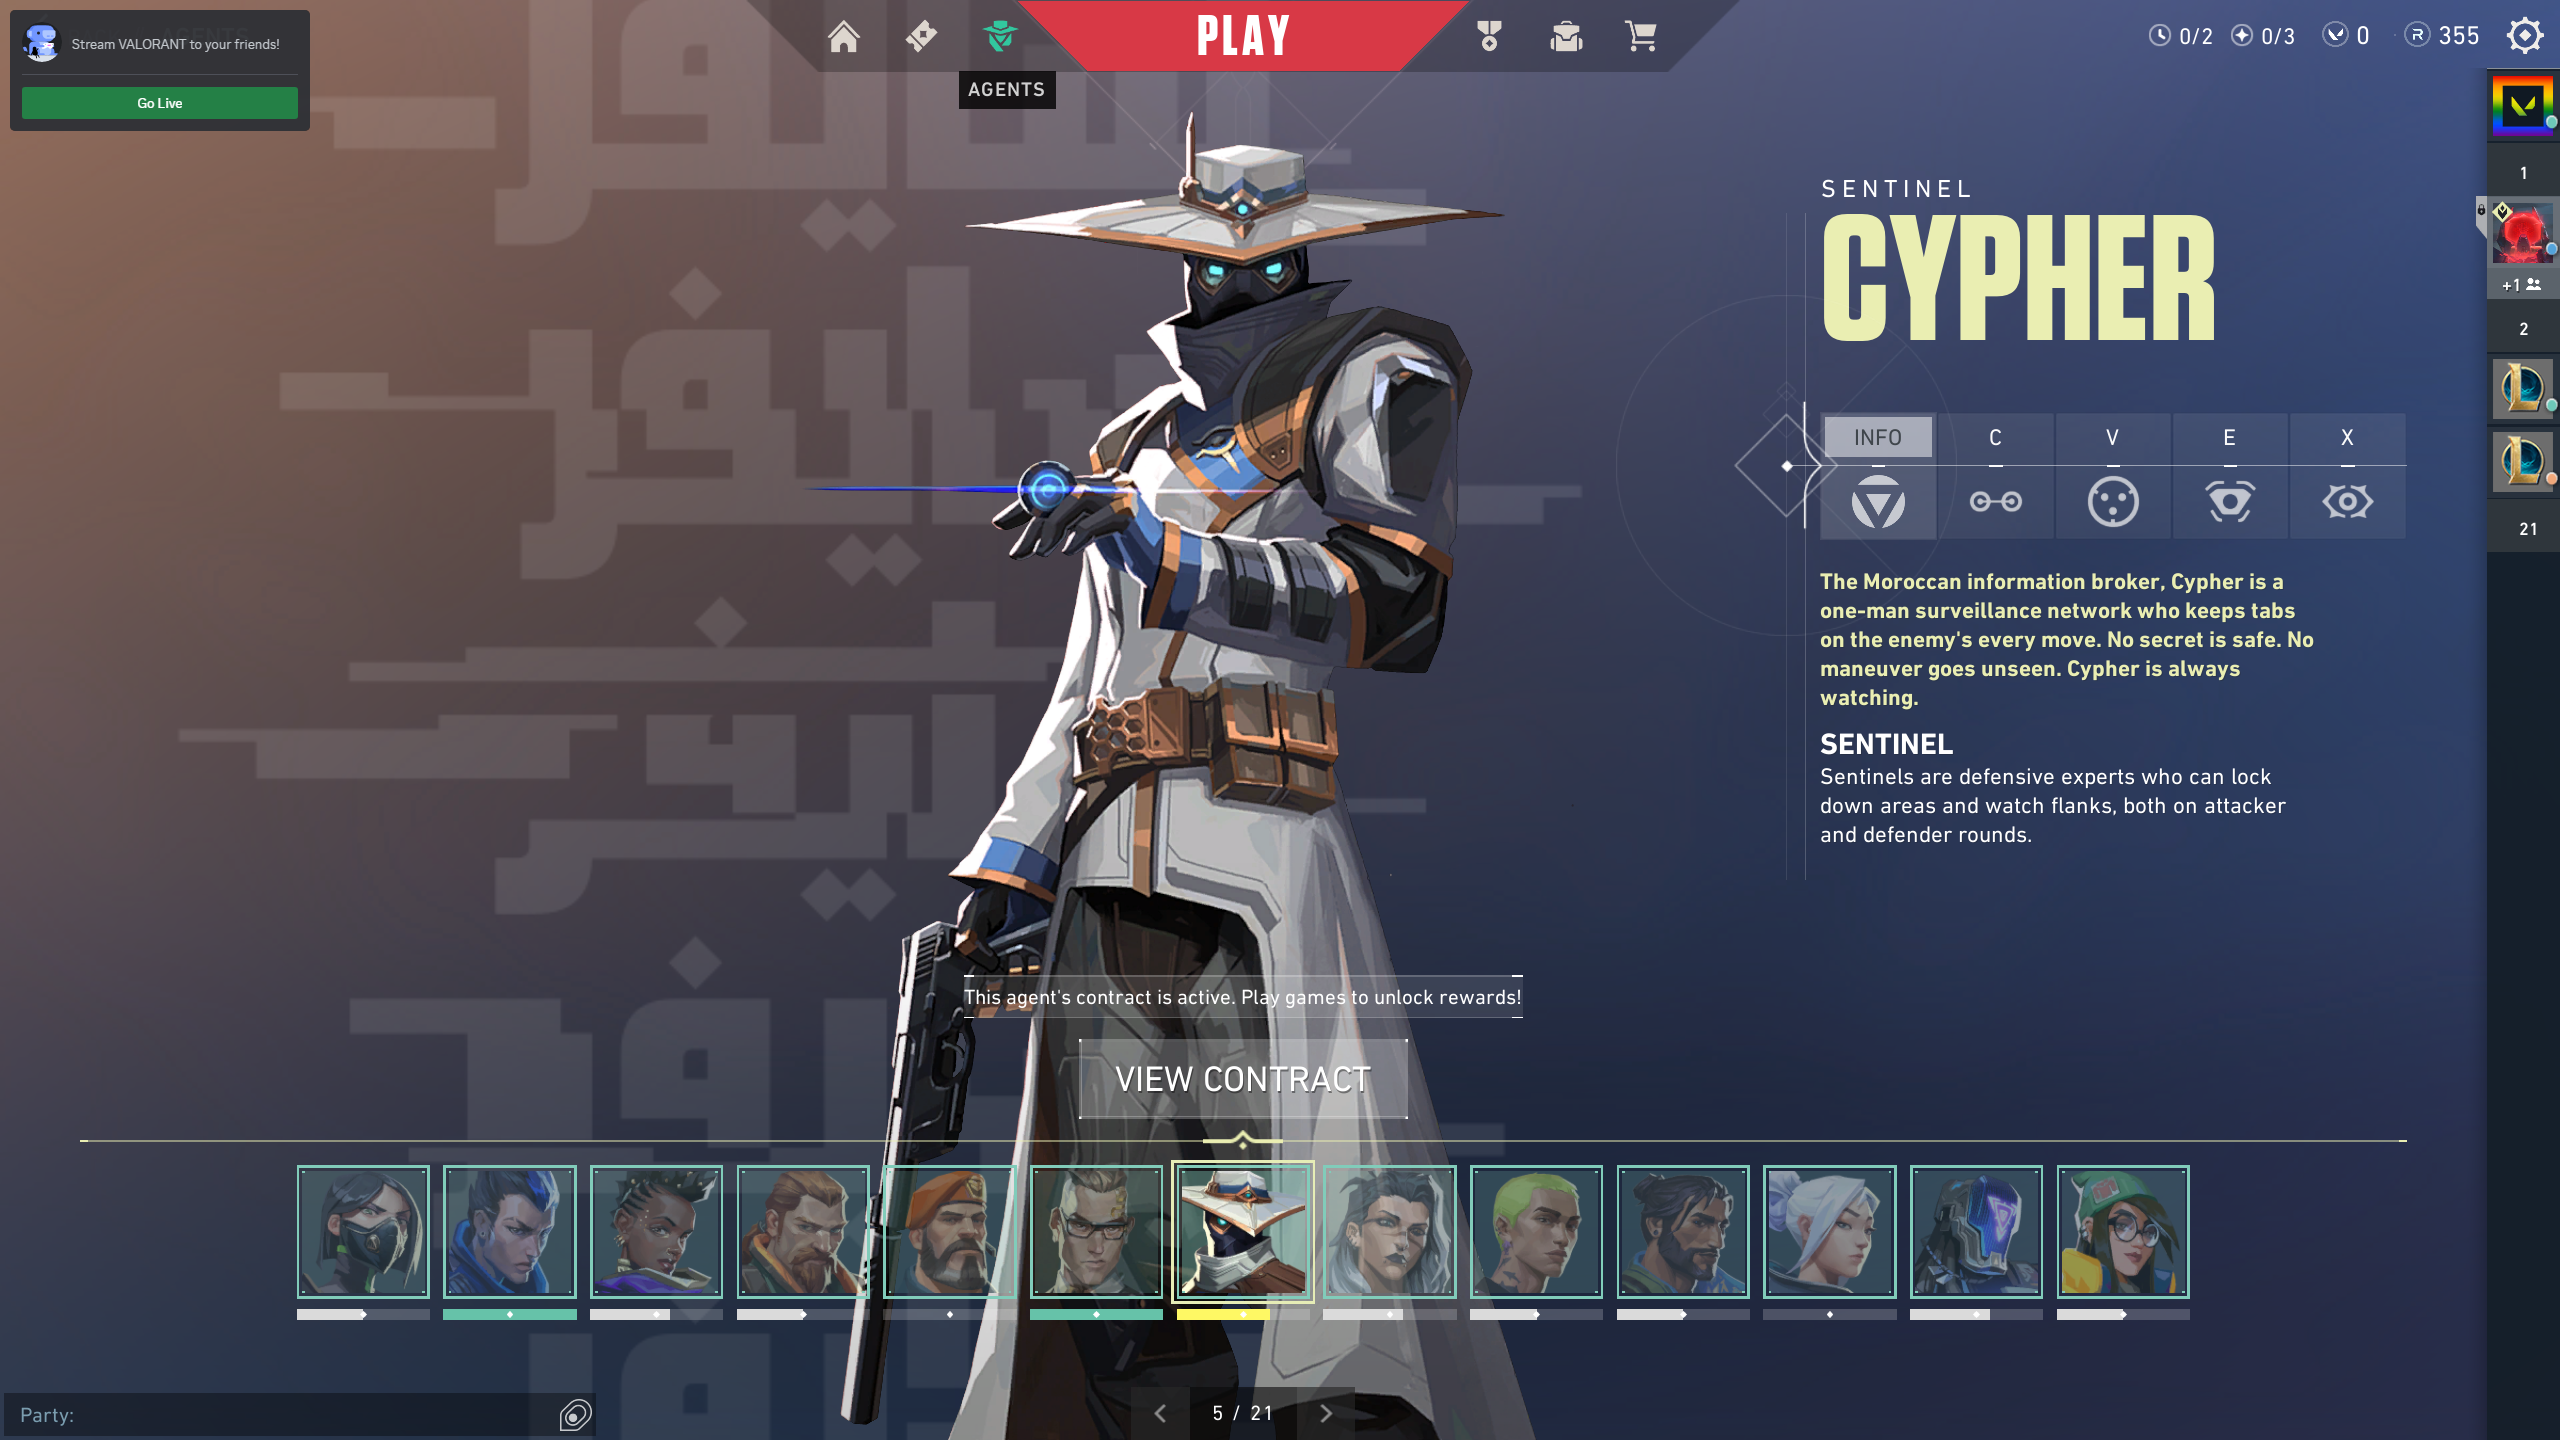 AGENTS
Stream VALORANT to your friends!
Go Live
PLAY
0/2
0/3
0
355
AGENTS
SENTINEL
CYPHER
INFO
C
V
E
X
The Moroccan information broker, Cypher is a
one-man surveillance network who keeps tabs
on the enemy's every move. No secret is safe. No
maneuver goes unseen. Cypher is always
watching.
SENTINEL
Sentinels are defensive experts who can lock
down areas and watch flanks, both on attacker
and defender rounds.
1
+1
2
21
سايفر
سايفر
سايفر
This agent's contract is active. Play games to unlock rewards!
VIEW CONTRACT
Party:
5 / 21